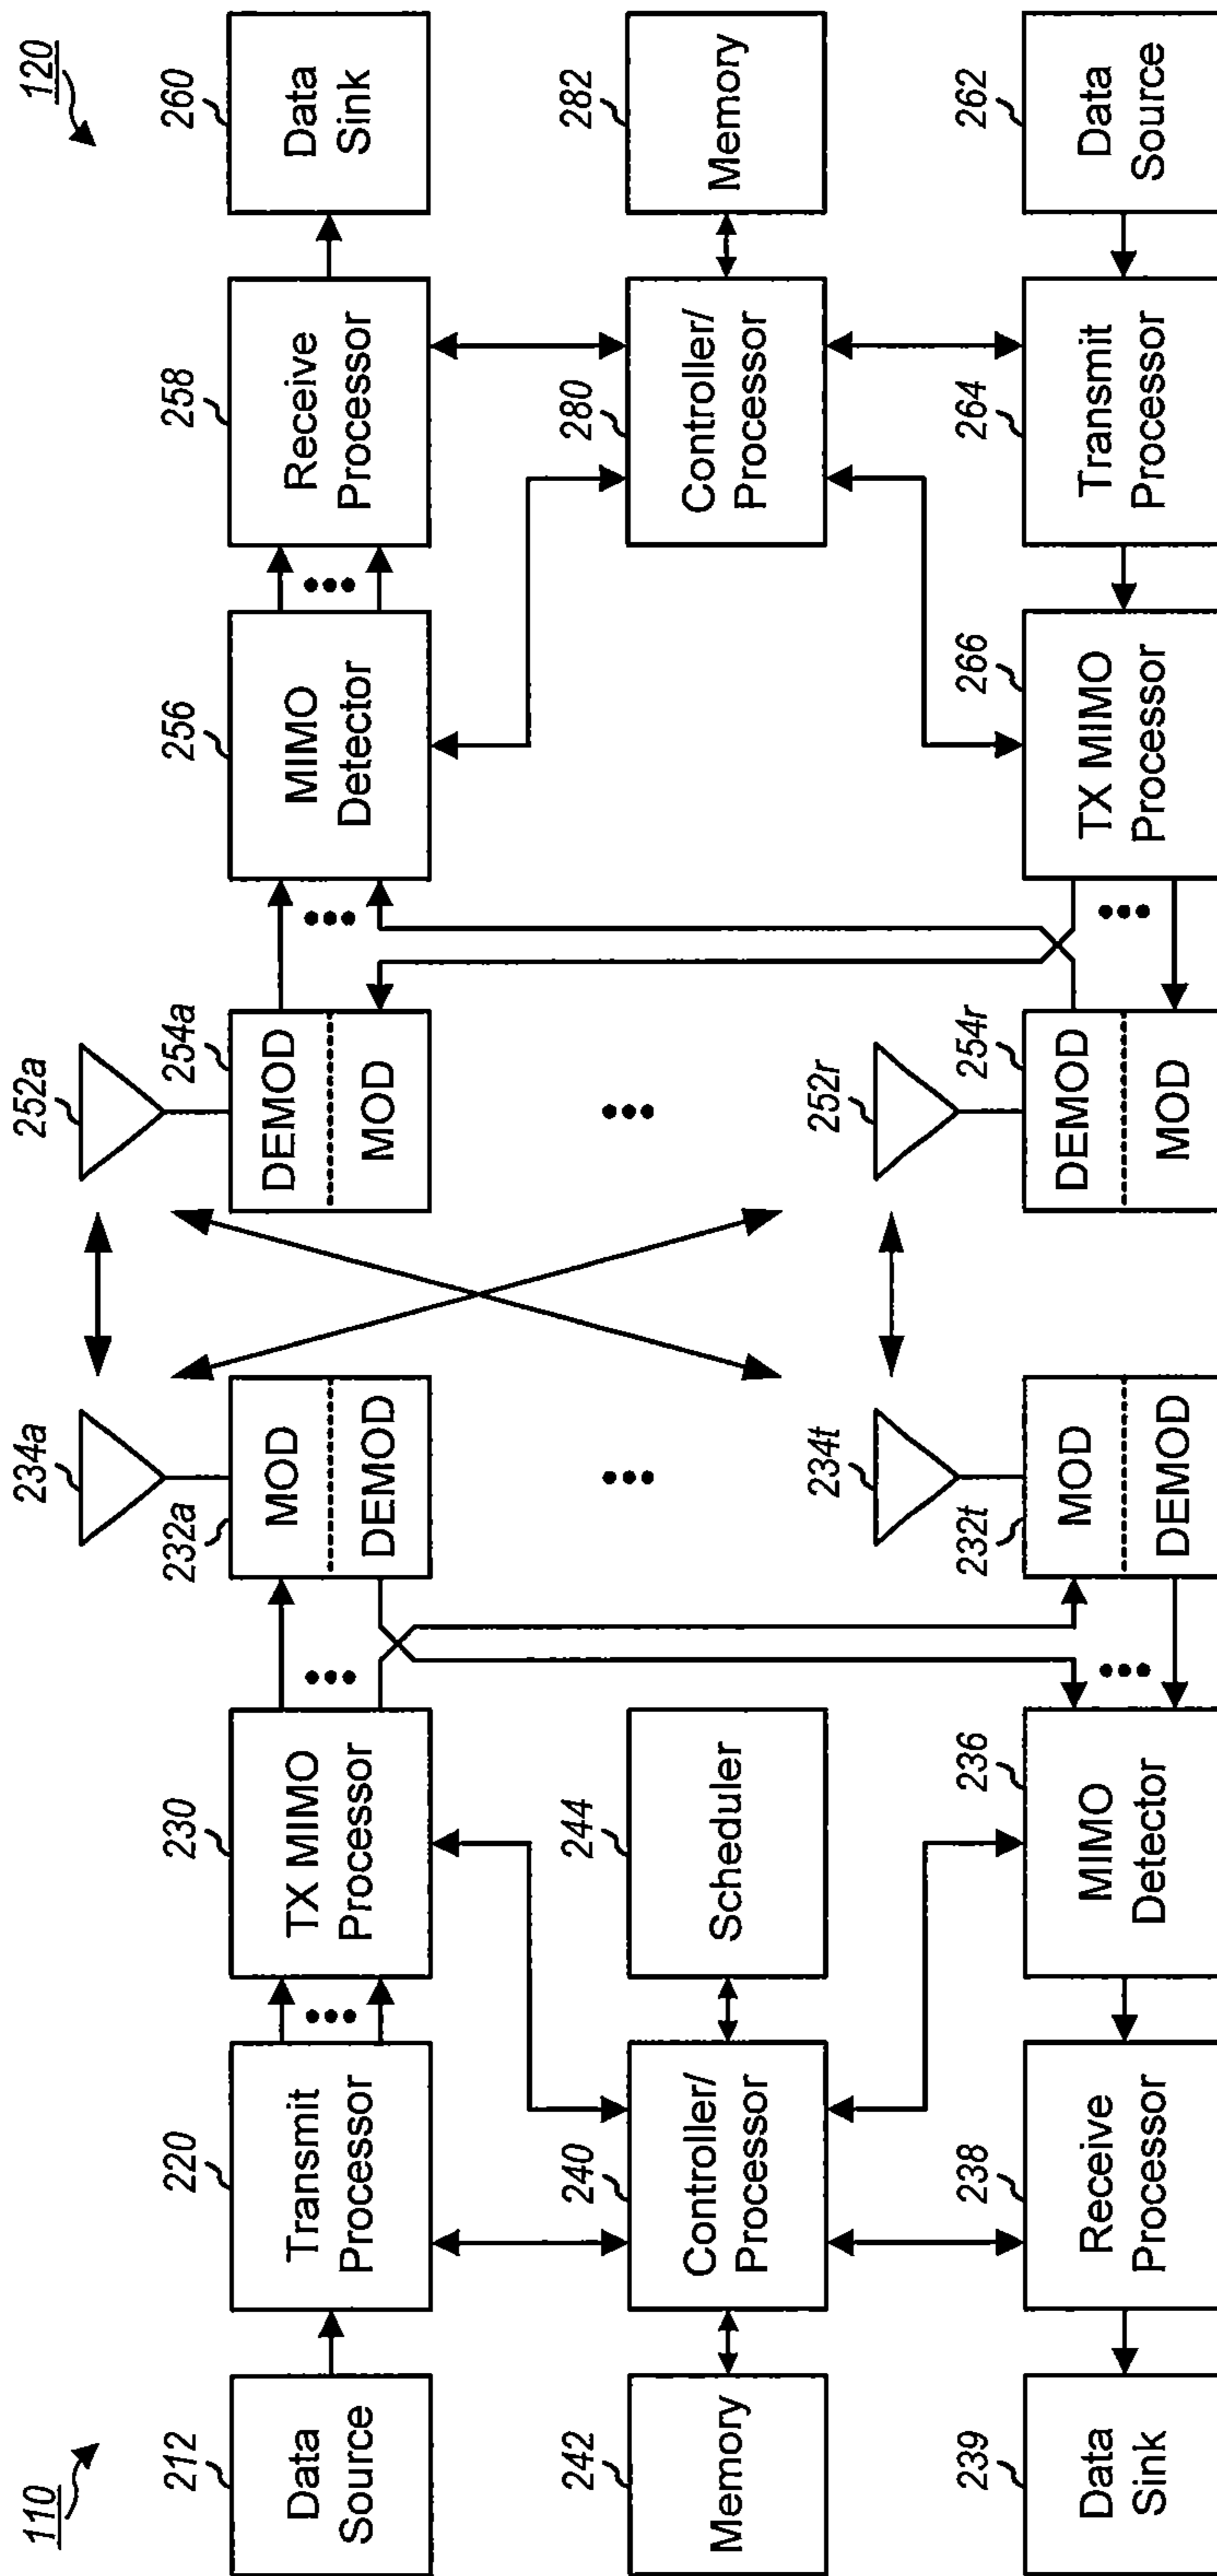 110
120
212
Data
Source
220
Transmit
Processor
230
TX MIMO
Processor
232a
MOD
DEMOD
234a
252a
254a
DEMOD
MOD
256
MIMO
Detector
258
Receive
Processor
260
Data
Sink
242
Memory
240
Controller/
Processor
244
Scheduler
280
Controller/
Processor
282
Memory
239
Data
Sink
238
Receive
Processor
236
MIMO
Detector
232t
MOD
DEMOD
234t
252r
254r
DEMOD
MOD
266
TX MIMO
Processor
264
Transmit
Processor
262
Data
Source